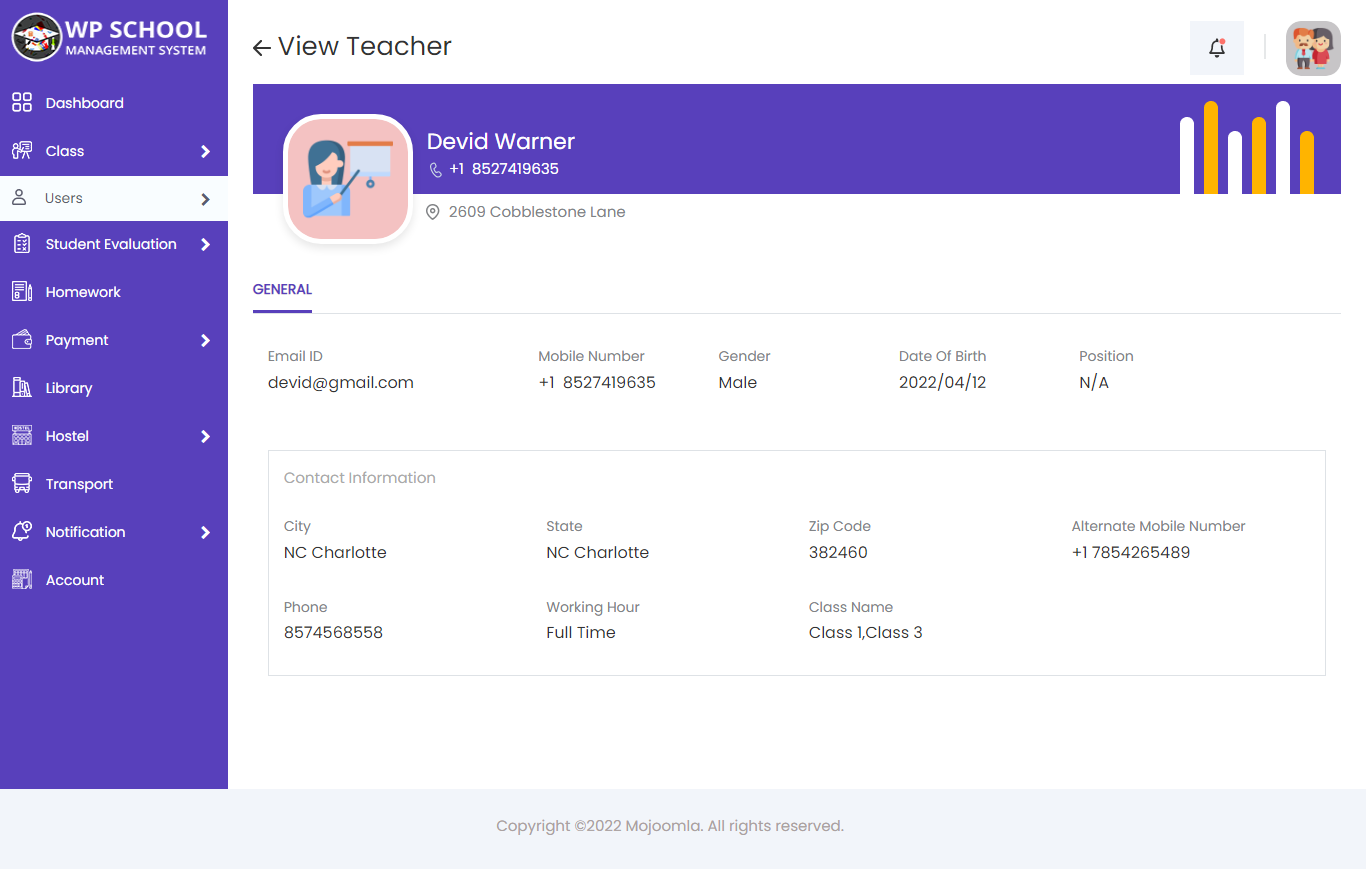 WP SCHOOL
MANAGEMENT SYSTEM
Dashboard
Class
Users
Student Evaluation
Homework
Payment
Library
Hostel
Transport
Notification
Account
View Teacher
Devid Warner
+1 8527419635
2609 Cobblestone Lane
GENERAL
Email ID Mobile Number Gender Date Of Birth Position
devid@gmail.com +1 8527419635 Male 2022/04/12 N/A
Contact Information
City State Zip Code Alternate Mobile Number
NC Charlotte NC Charlotte 382460 +1 7854265489
Phone Working Hour Class Name
8574568558 Full Time Class 1,Class 3
Copyright ©2022 Mojoomla. All rights reserved.